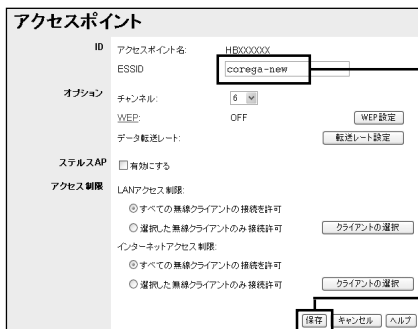 アクセスポイント
ID アクセスポイント名: HBXXXXXX
ESSID corega-new
オプション チャンネル: 6
WEP: OFF WEP設定
データ転送レート: 転送レート設定
ステルスAP 有効にする
アクセス制限 LANアクセス制限:
すべての無線クライアントの接続を許可
選択した無線クライアントのみ接続許可 クライアントの選択
インターネットアクセス制限:
すべての無線クライアントの接続を許可
選択した無線クライアントのみ接続許可 クライアントの選択
保存 キャンセル ヘルプ